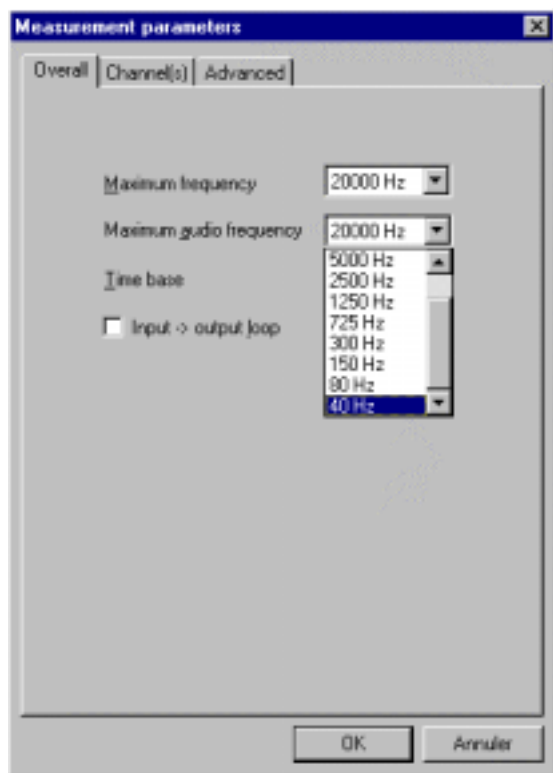 Measurement parameters
Overall Channel(s) Advanced
Maximum frequency 20000 Hz
Maximum audio frequency 20000 Hz
5000 Hz
Time base 2500 Hz
1250 Hz
Input -> output loop 725 Hz
300 Hz
150 Hz
80 Hz
40 Hz
OK Annuler